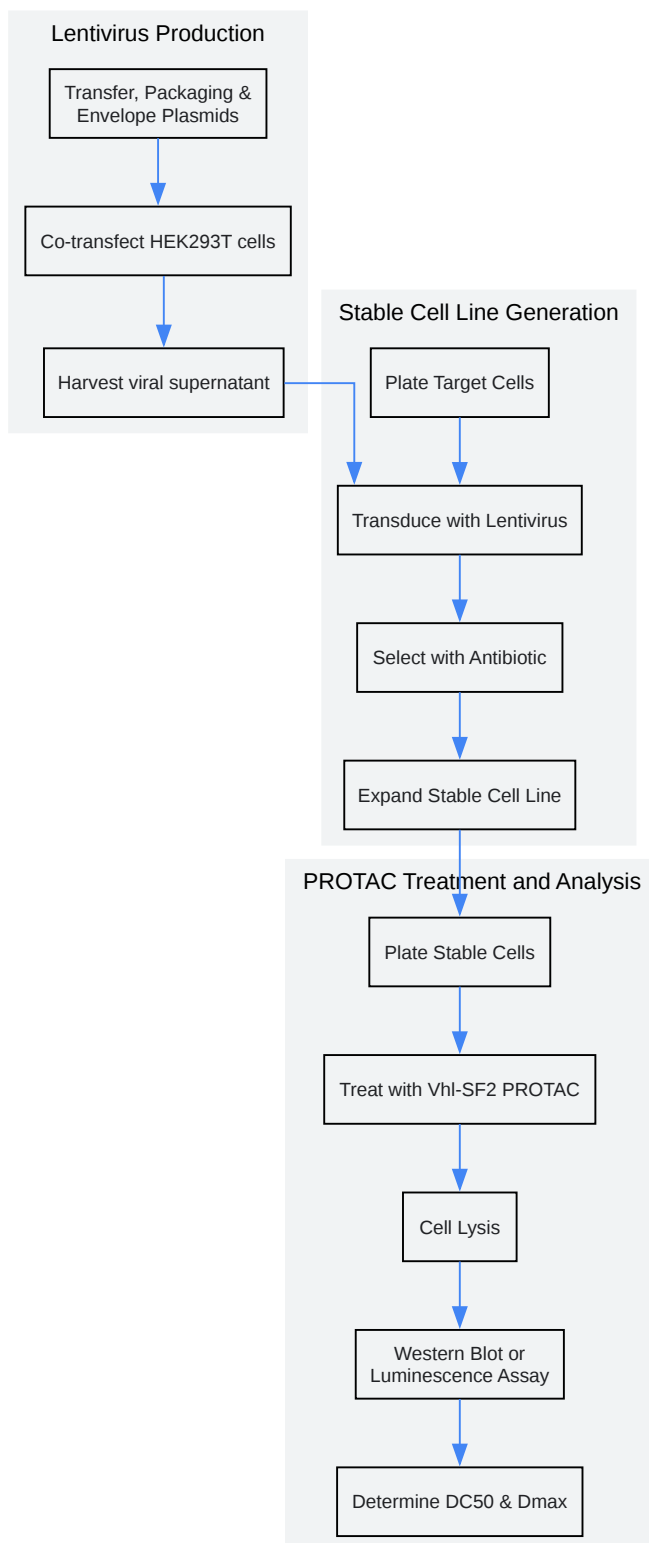 Lentivirus Production
Transfer, Packaging &
Envelope Plasmids
Co-transfect HEK293T cells
Harvest viral supernatant
Stable Cell Line Generation
Plate Target Cells
Transduce with Lentivirus
Select with Antibiotic
Expand Stable Cell Line
PROTAC Treatment and Analysis
Plate Stable Cells
Treat with Vhl-SF2 PROTAC
Cell Lysis
Western Blot or
Luminescence Assay
Determine DC50 & Dmax